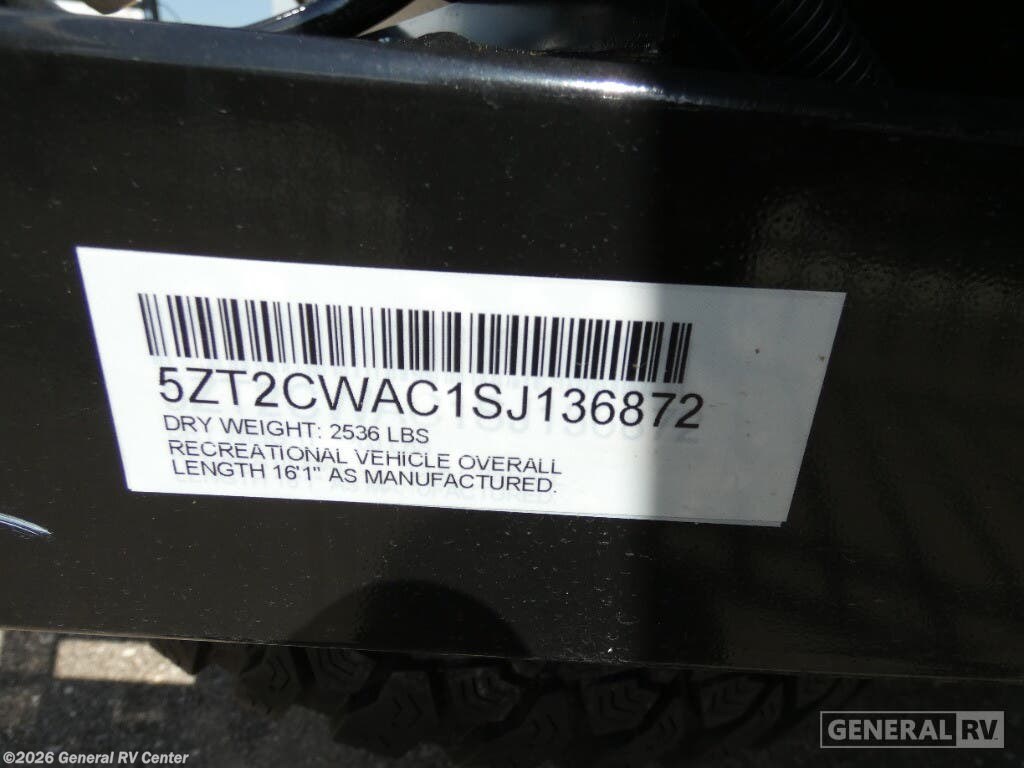 5ZT2CWAC1SJ136872
DRY WEIGHT: 2536 LBS
RECREATIONAL VEHICLE OVERALL
LENGTH 16'1" AS MANUFACTURED.
GENERAL RV
©2026 General RV Center